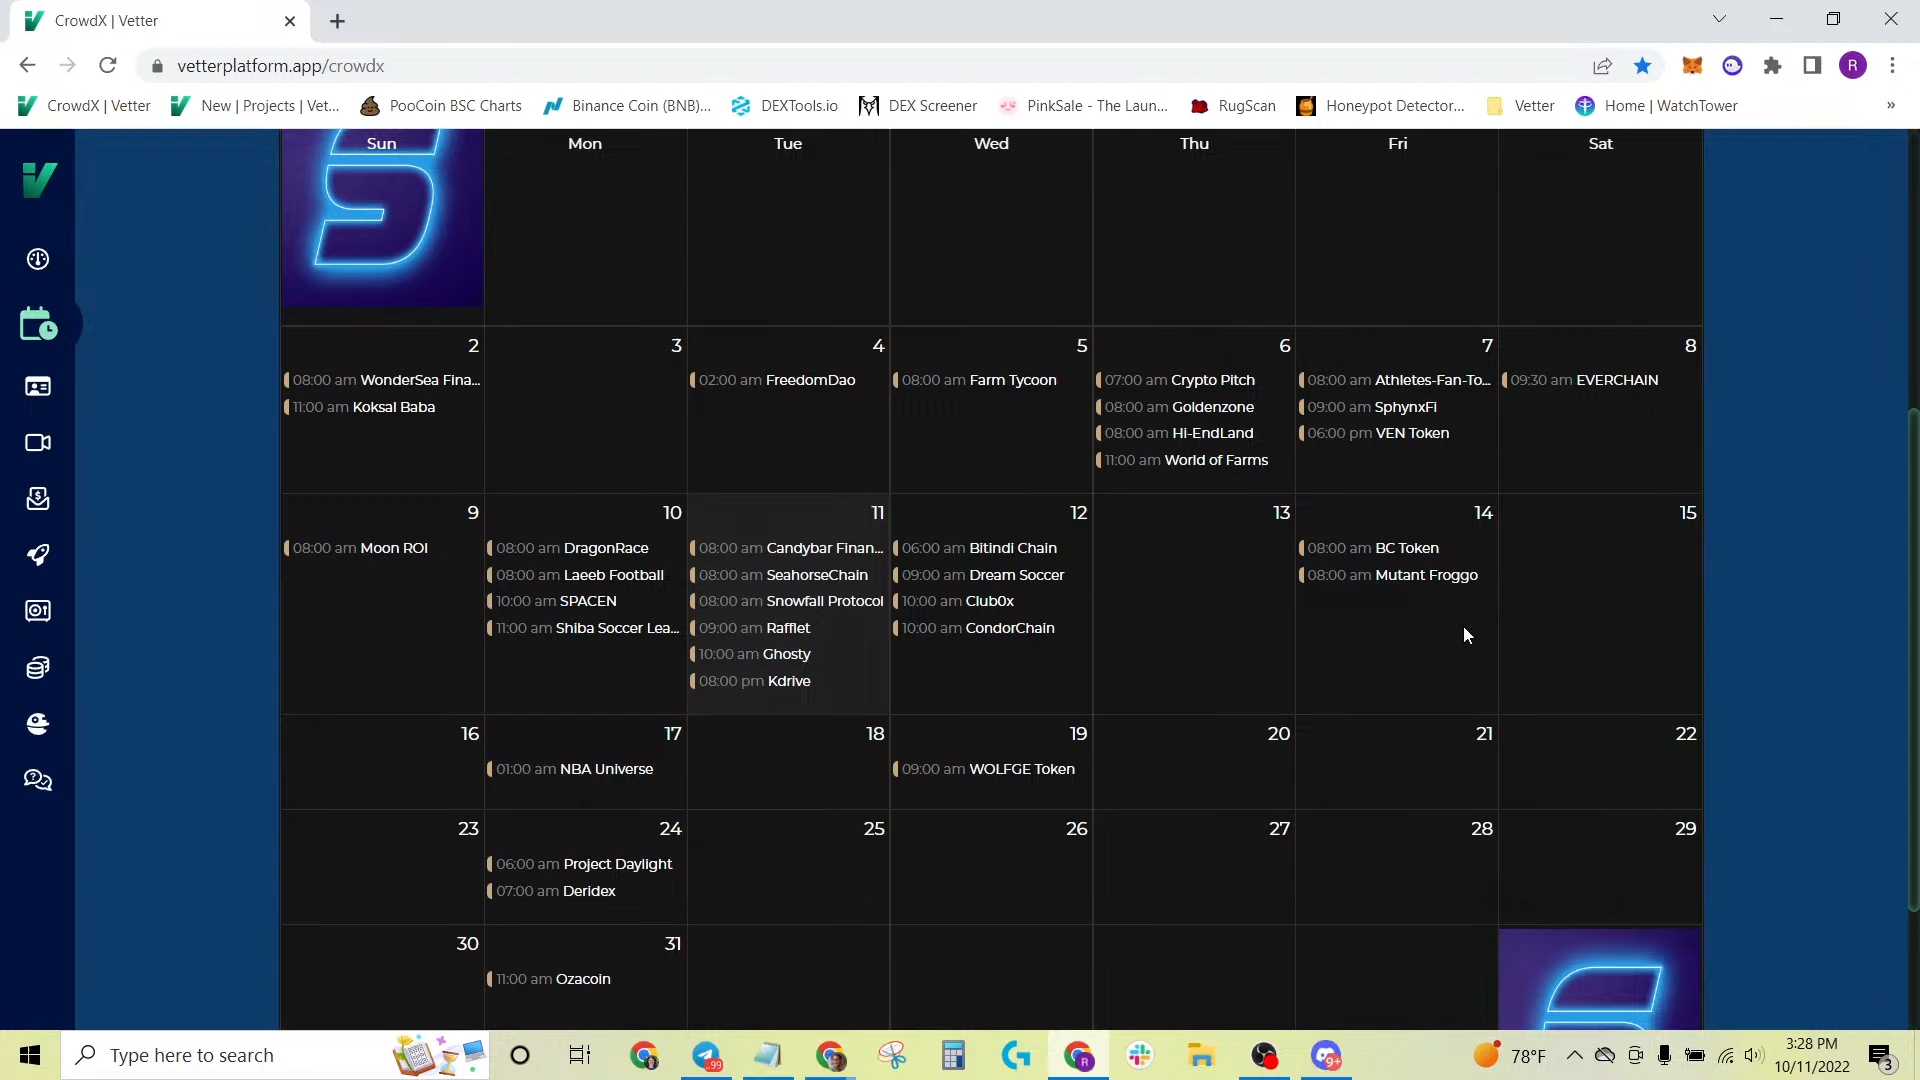 CrowdX | Vetter
vetterplatform.app/crowdx
R
CrowdX | Vetter
New | Projects | Vet...
PooCoin BSC Charts
Binance Coin (BNB)...
DEXTools.io
DEX Screener
PinkSale - The Laun...
RugScan
Honeypot Detector...
Vetter
Home | WatchTower
»
Sun Mon Tue Wed Thu Fri Sat
2
08:00 am WonderSea Fina...
11:00 am Koksal Baba
3
4
02:00 am FreedomDao
5
08:00 am Farm Tycoon
6
07:00 am Crypto Pitch
08:00 am Goldenzone
08:00 am Hi-EndLand
11:00 am World of Farms
7
08:00 am Athletes-Fan-To...
09:00 am SphynxFi
06:00 pm VEN Token
8
09:30 am EVERCHAIN
9
08:00 am Moon ROI
10
08:00 am DragonRace
08:00 am Laeeb Football
10:00 am SPACEN
11:00 am Shiba Soccer Lea...
11
08:00 am Candybar Finan...
08:00 am SeahorseChain
08:00 am Snowfall Protocol
09:00 am Rafflet
10:00 am Ghosty
08:00 pm Kdrive
12
06:00 am Bitindi Chain
09:00 am Dream Soccer
10:00 am Club0x
10:00 am CondorChain
13
14
08:00 am BC Token
08:00 am Mutant Froggo
15
16
17
01:00 am NBA Universe
18
19
09:00 am WOLFGE Token
20
21
22
23
24
06:00 am Project Daylight
07:00 am Deridex
25
26
27
28
29
30
31
11:00 am Ozacoin
Type here to search
99
R
9+
78°F
3:28 PM
10/11/2022
3